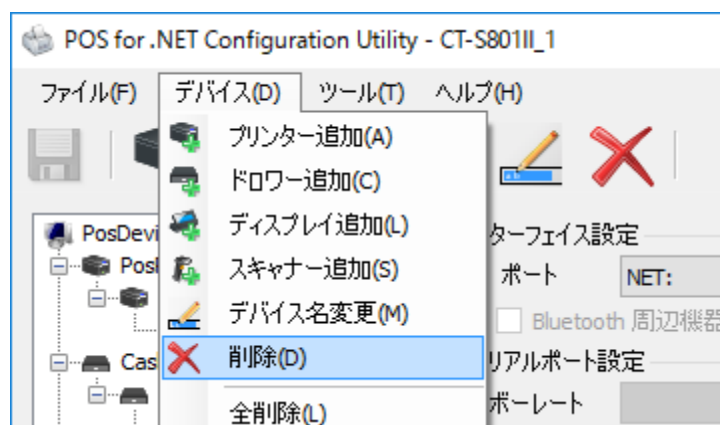 POS for .NET Configuration Utility - CT-S801II_1
ファイル(F) デバイス(D) ツール(T) ヘルプ(H)
プリンター追加(A)
ドロワー追加(C)
ディスプレイ追加(L)
スキャナー追加(S)
デバイス名変更(M)
削除(D)
全削除(L)
PosDevi
Pos
Cas
ターフェイス設定
ポート NET:
Bluetooth 周辺機器
リアルポート設定
ボーレート